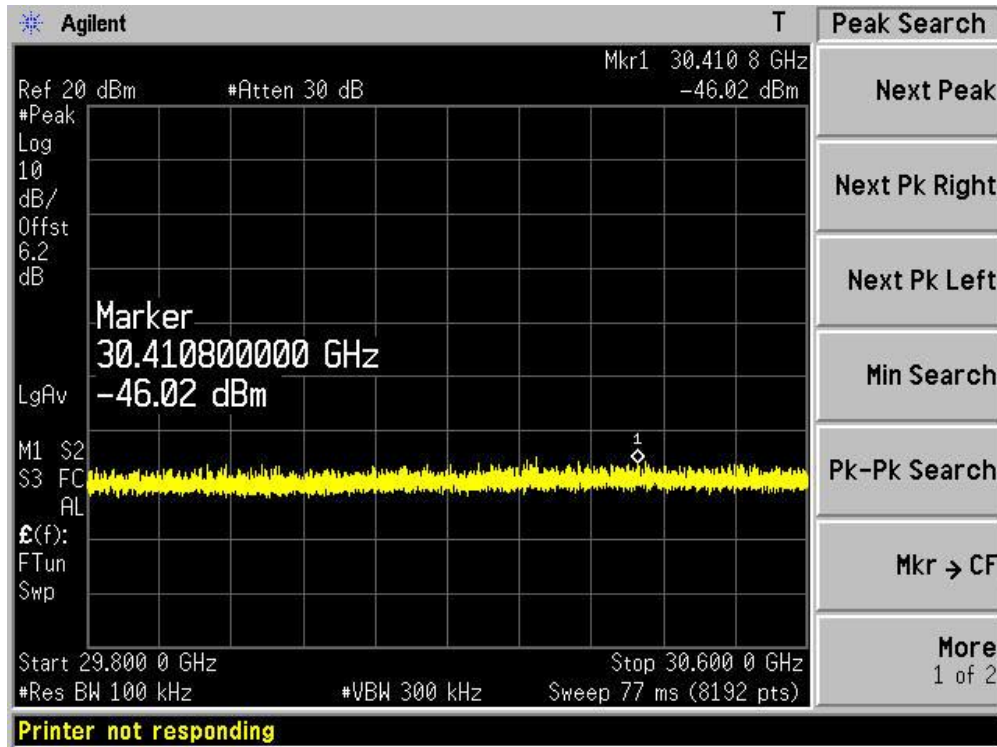 Agilent T Peak Search
Mkr1 30.410 8 GHz
Ref 20 dBm #Atten 30 dB -46.02 dBm
#Peak
Log
10
dB/
Offst
6.2
dB
Marker
30.410800000 GHz
-46.02 dBm
LgAv
1
M1 S2
S3 FC
AL
£(f):
FTun
Swp
Start 29.800 0 GHz Stop 30.600 0 GHz
#Res BW 100 kHz #VBW 300 kHz Sweep 77 ms (8192 pts)
Printer not responding
Next Peak
Next Pk Right
Next Pk Left
Min Search
Pk-Pk Search
Mkr → CF
More
1 of 2